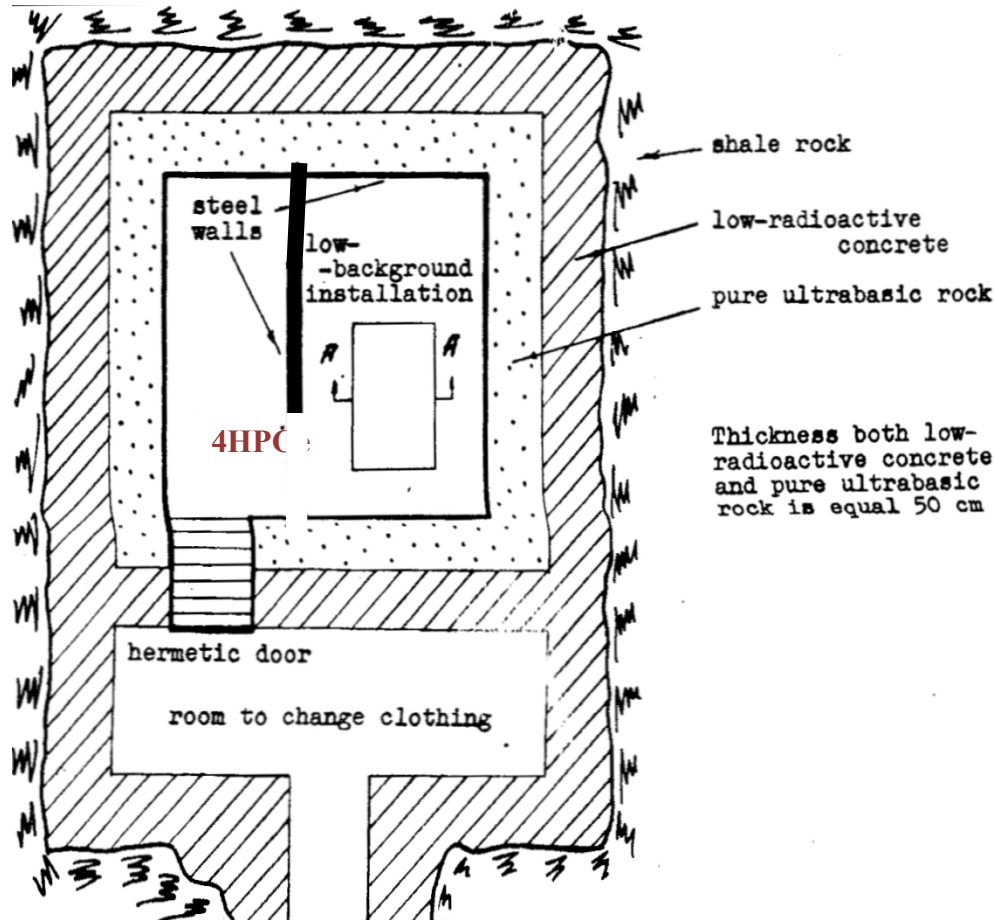 shale rock
steel
walls
low-radioactive
concrete
low-
-background
installation
pure ultrabasic rock
A A
4HPGe
Thickness both low-
radioactive concrete
and pure ultrabasic
rock is equal 50 cm
hermetic door
room to change clothing